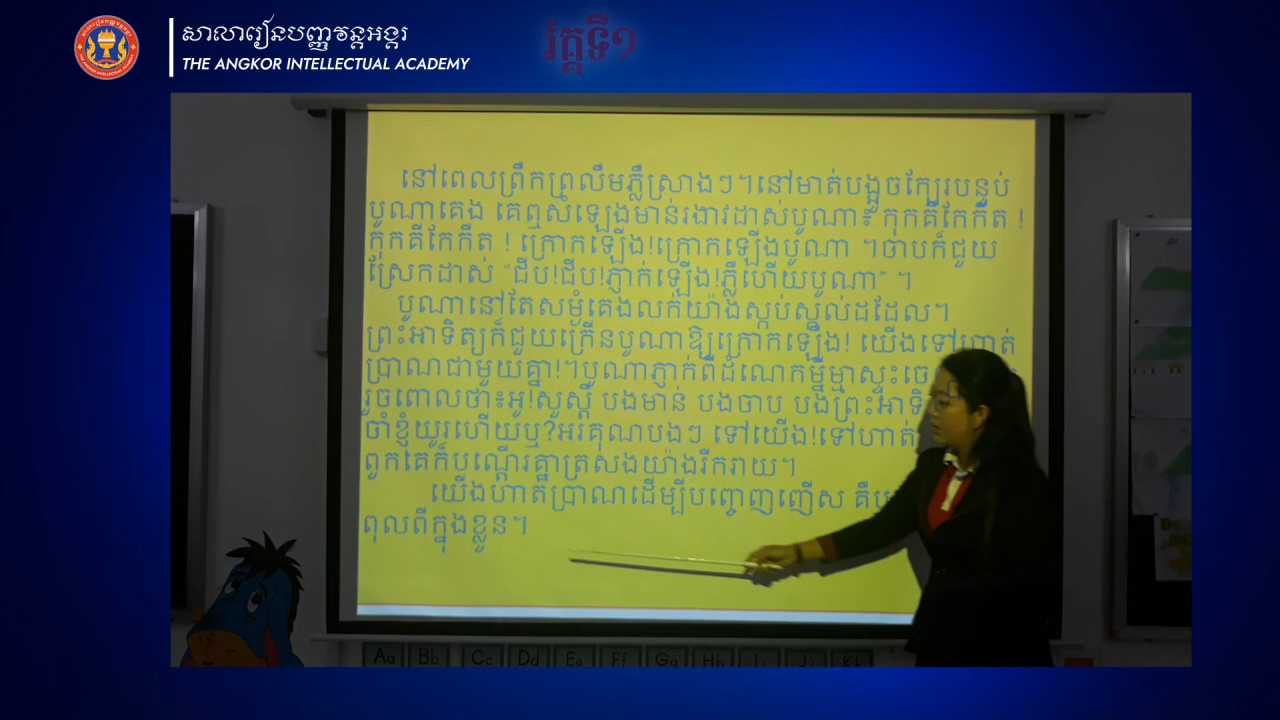 សាលារៀនបញ្ញវន្តអង្គរ
THE ANGKOR INTELLECTUAL ACADEMY
វគ្គទី១
នៅពេលព្រឹកព្រលឹមភ្លឺស្រាងៗ។នៅមាត់បង្អួចក្បែរបន្ទប់
បូណាគេង គេឮសំឡេងមាន់រងាវដាស់បូណា៖ កុកគីកែកឺត !
កុកគីកែកឺត ! ក្រោកឡើង!ក្រោកឡើងបូណា ។ចាបក៏ជួយ
ស្រែកដាស់ “ជីប!ជីប!ភ្ញាក់ឡើង!ភ្លឺហើយបូណា” ។
បូណានៅតែសម្ងំគេងលក់យ៉ាងស្កប់ស្កល់ដដែល។
ព្រះអាទិត្យក៏ជួយក្រើនបូណាឱ្យក្រោកឡើង! យើងទៅហាត់
ប្រាណជាមួយគ្នា!។បូណាភ្ញាក់ពីដំណេកម្នីម្មាស្ទុះចេ
រួចពោលថា៖អូ!សួស្តី បងមាន់ បងចាប បងព្រះអាទិ
ចាំខ្ញុំយូរហើយឬ?អរគុណបងៗ ទៅយើង!ទៅហាត់
ពួកគេក៏បណ្តើរគ្នាត្រសងយ៉ាងរីករាយ។
យើងហាត់ប្រាណដើម្បីបញ្ចេញញើស គឺប
ពុលពីក្នុងខ្លួន។
Aa Bb Cc Dd Ee Ff Gg Hh Ii Jj Kk